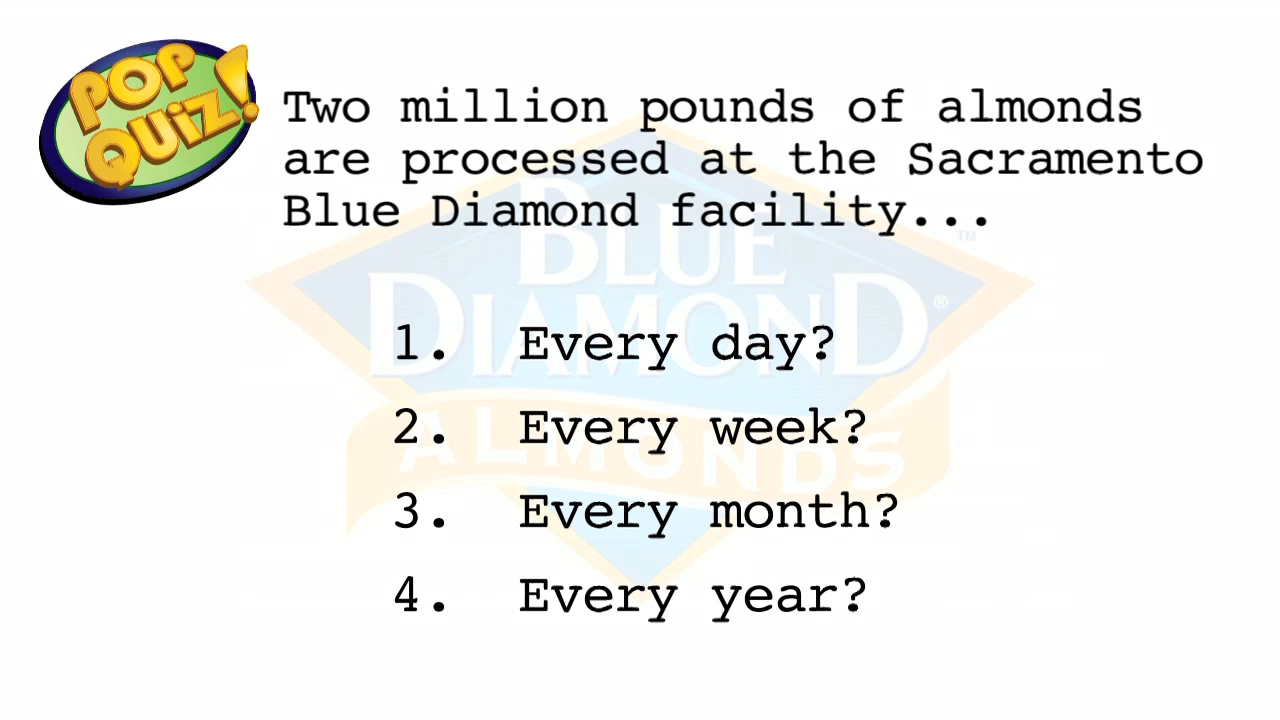 POP
QUiZ!
Two million pounds of almonds
are processed at the Sacramento
Blue Diamond facility...
™
BLUE
DIAMOND®
ALMONDS
1. Every day?
2. Every week?
3. Every month?
4. Every year?